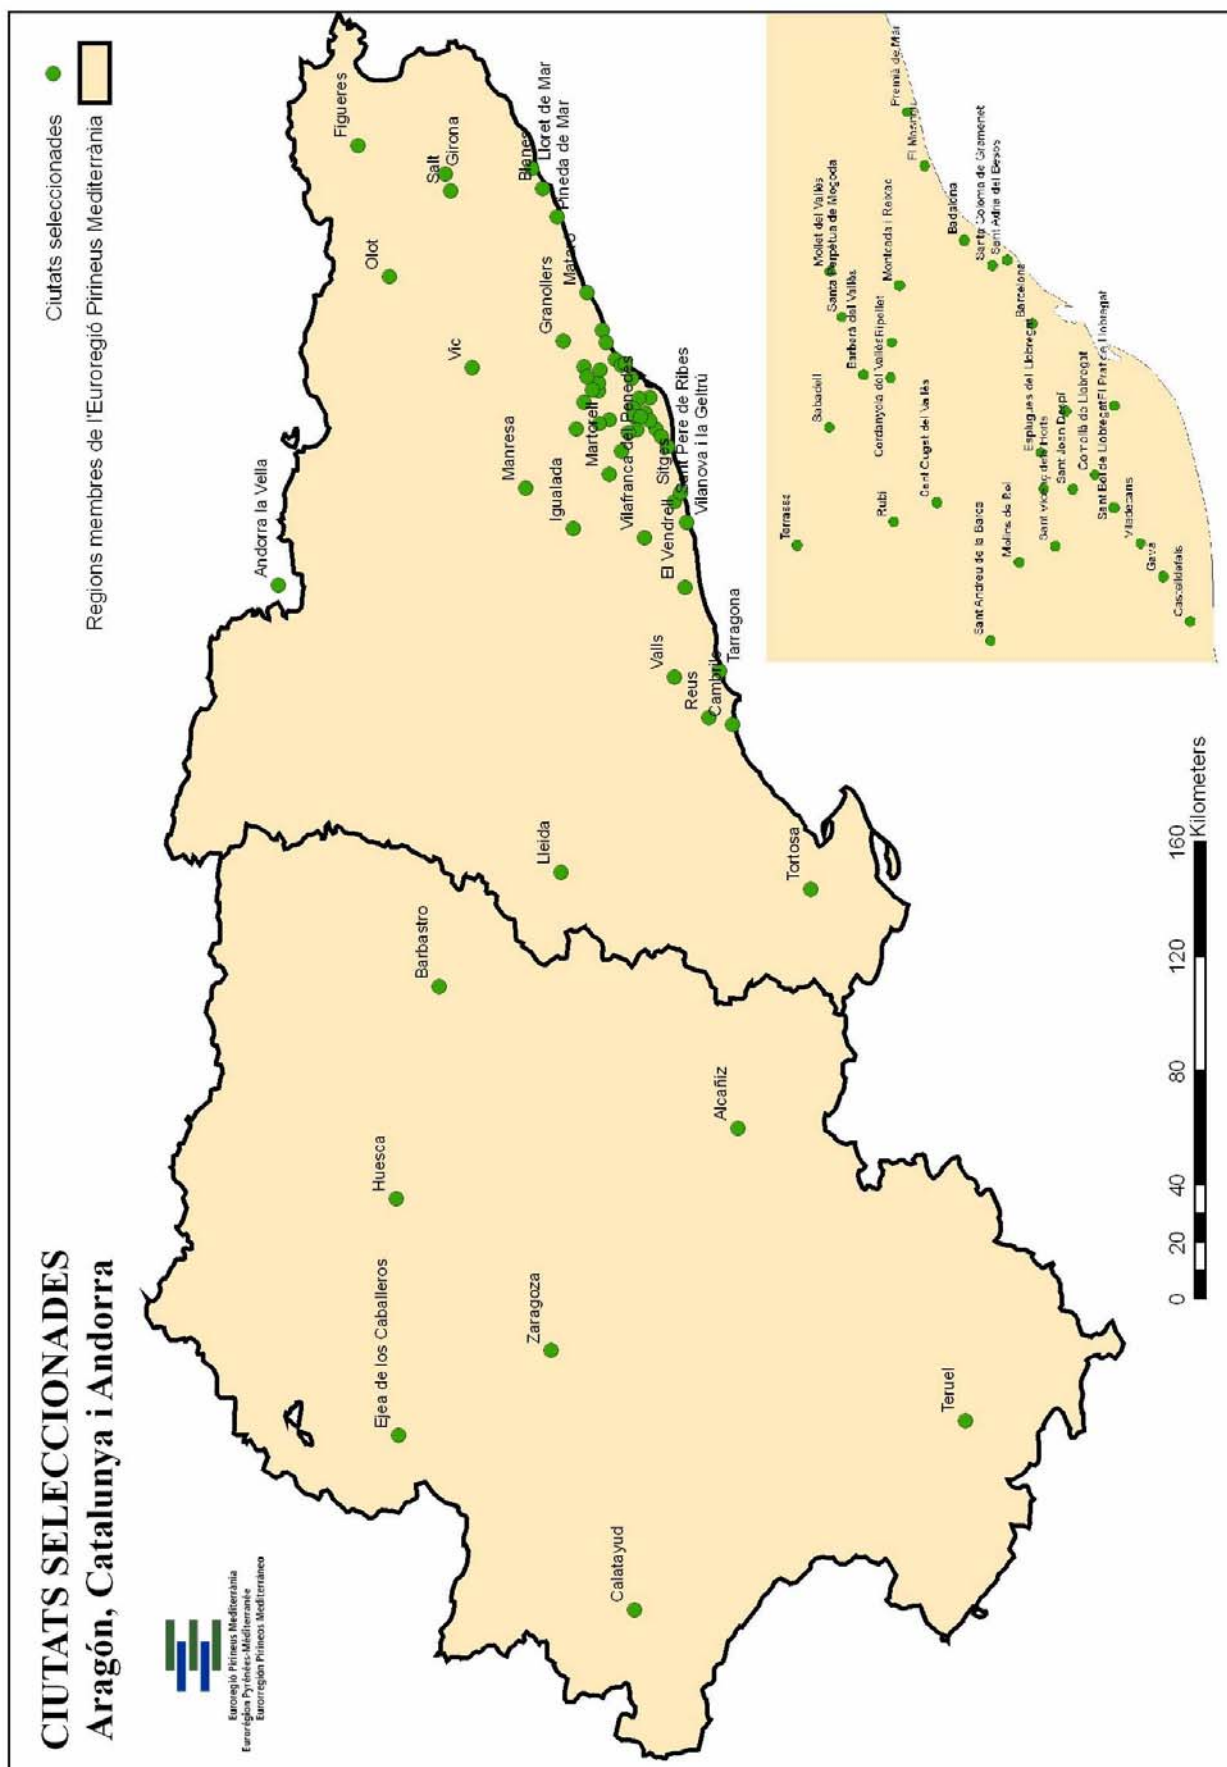 CIUTATS SELECCIONADES
Aragón, Catalunya i Andorra
Euroregió Pirineus Mediterrània
Eurorégion Pyrénées-Méditerranée
Eurorregión Pirineos Mediterráneo
Ciutats seleccionades
Regions membres de l'Euroregió Pirineus Mediterrània
Andorra la Vella
Figueres
Olot
Salt
Girona
Vic
Blanes
Lloret de Mar
Pineda de Mar
Mataró
Granollers
Manresa
Igualada
Martorell
Vilafranca del Penedès
Sant Pere de Ribes
Sitges
Vilanova i la Geltrú
El Vendrell
Valls
Reus
Cambrils
Tarragona
Lleida
Tortosa
Barbastro
Huesca
Ejea de los Caballeros
Zaragoza
Alcañiz
Calatayud
Teruel
Terrassa
Sabadell
Mollet del Vallès
Santa Perpètua de Mogoda
Barberà del Vallès
Ripollet
Cerdanyola del Vallès
Montcada i Reixac
Premià de Mar
El Masnou
Rubí
Sant Cugat del Vallès
Badalona
Santa Coloma de Gramenet
Sant Adrià del Besòs
Barcelona
Sant Andreu de la Barca
Molins de Rei
Esplugues del Llobregat
Sant Vicenç dels Horts
Sant Joan Despí
Cornellà de Llobregat
El Prat de Llobregat
Sant Boi de Llobregat
Viladecans
Gavà
Castelldefels
0 20 40 80 120 160
Kilometers